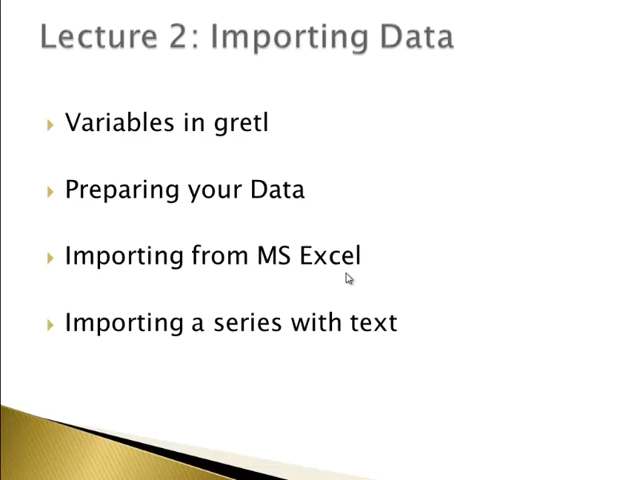 Lecture 2: Importing Data
Variables in gretl
Preparing your Data
Importing from MS Excel
Importing a series with text